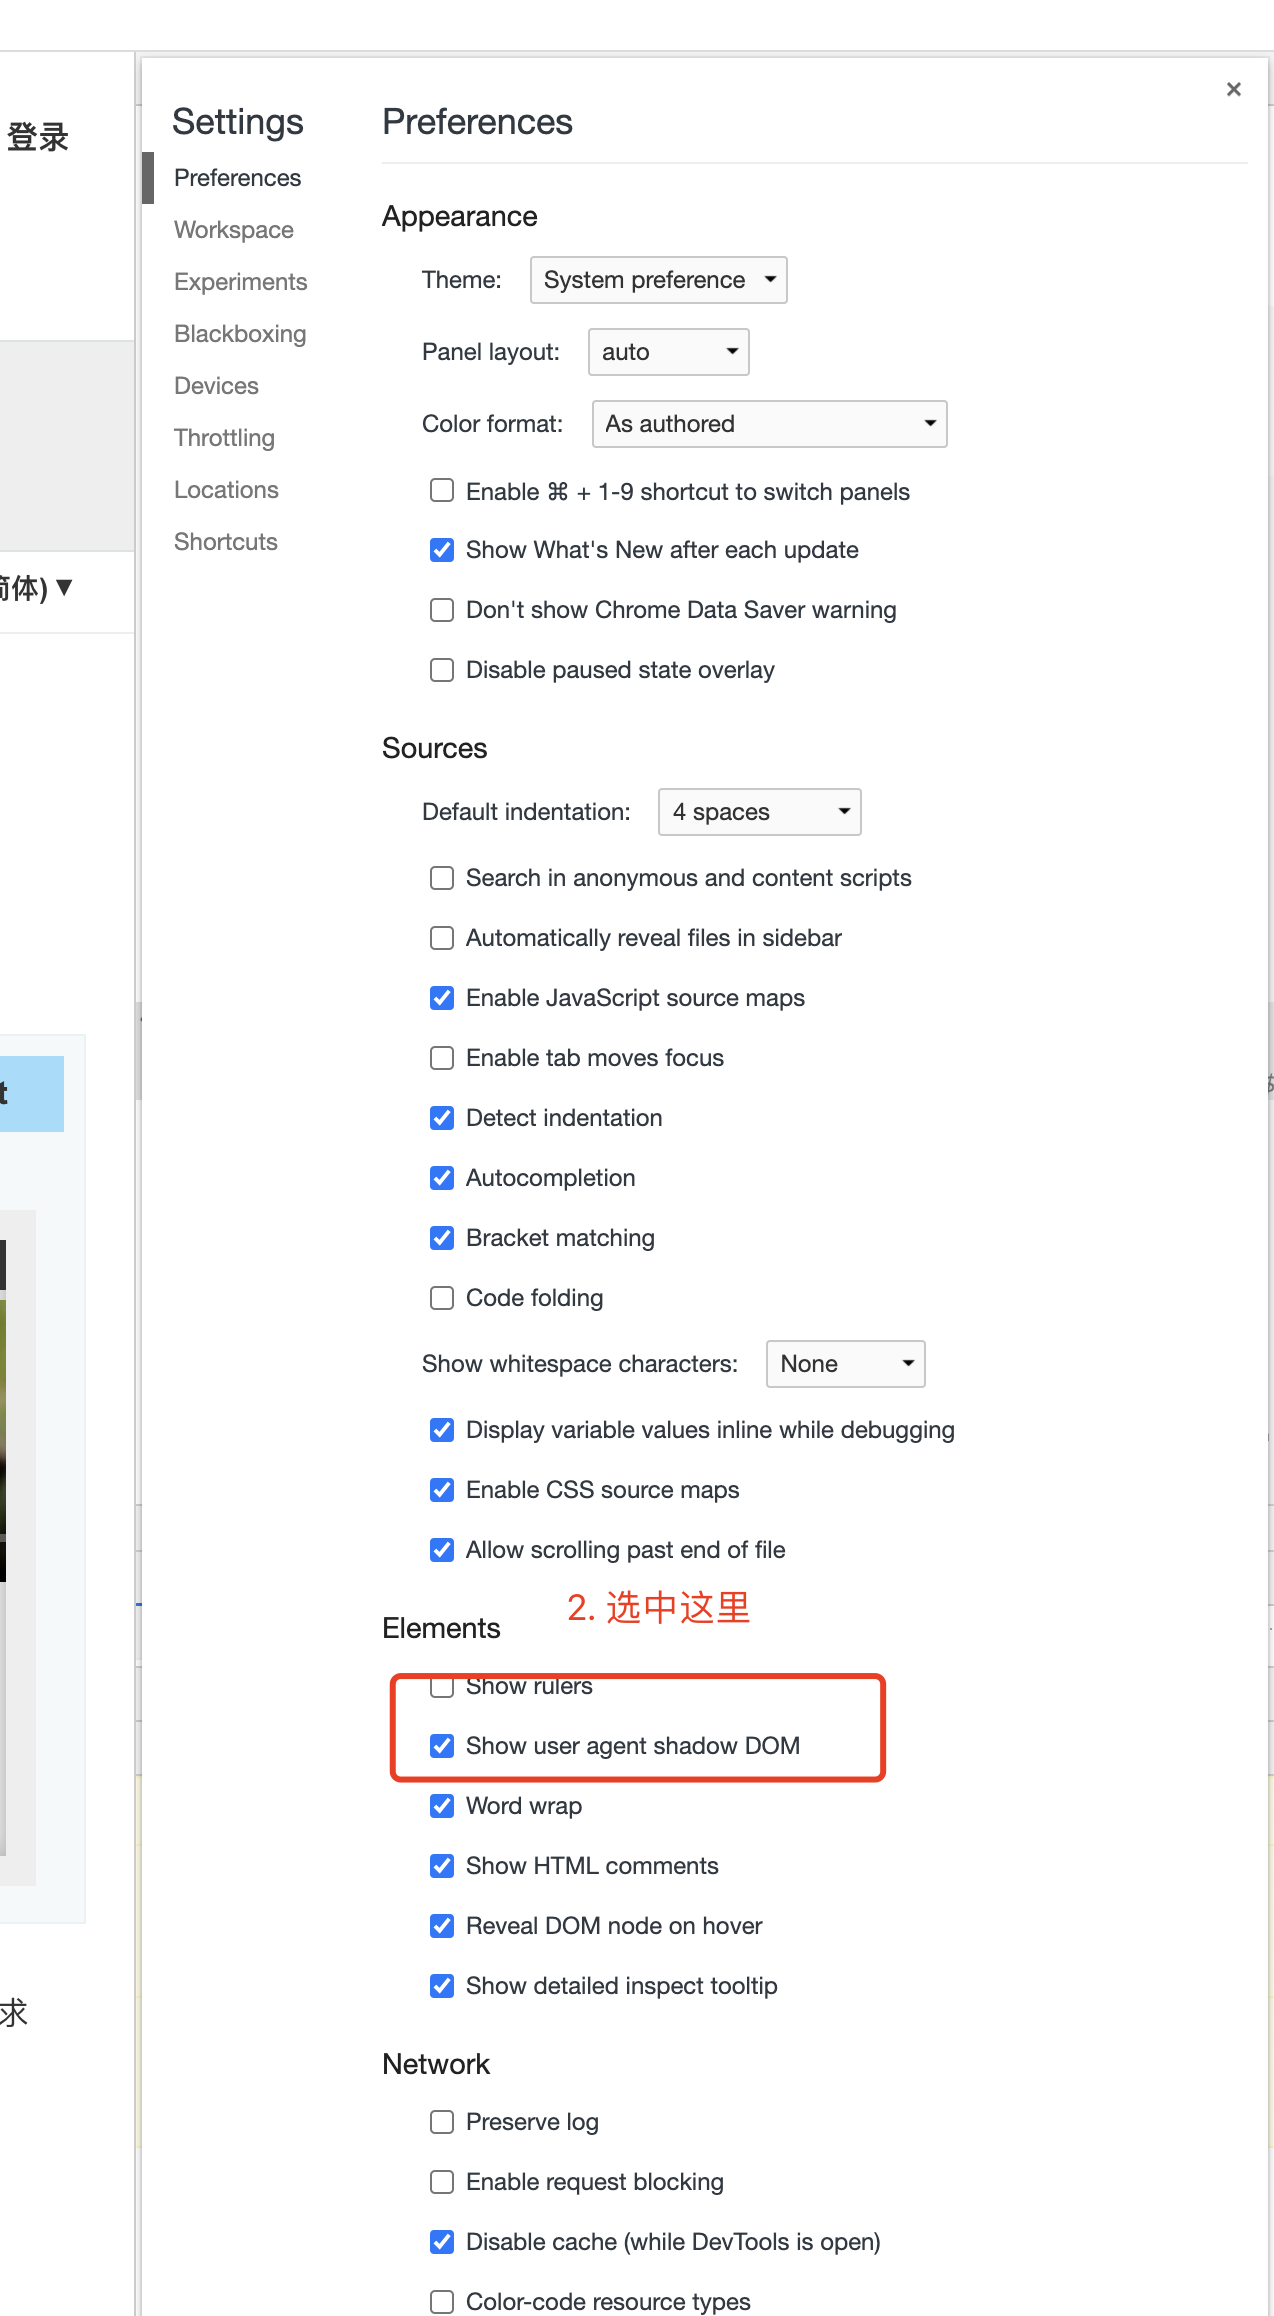 登录
简体) ▼
t
求
Settings
Preferences
Workspace
Experiments
Blackboxing
Devices
Throttling
Locations
Shortcuts
×
Preferences
Appearance
Theme: System preference
Panel layout: auto
Color format: As authored
Enable ⌘ + 1-9 shortcut to switch panels
Show What's New after each update
Don't show Chrome Data Saver warning
Disable paused state overlay
Sources
Default indentation: 4 spaces
Search in anonymous and content scripts
Automatically reveal files in sidebar
Enable JavaScript source maps
Enable tab moves focus
Detect indentation
Autocompletion
Bracket matching
Code folding
Show whitespace characters: None
Display variable values inline while debugging
Enable CSS source maps
Allow scrolling past end of file
2. 选中这里
Elements
Show rulers
Show user agent shadow DOM
Word wrap
Show HTML comments
Reveal DOM node on hover
Show detailed inspect tooltip
Network
Preserve log
Enable request blocking
Disable cache (while DevTools is open)
Color-code resource types